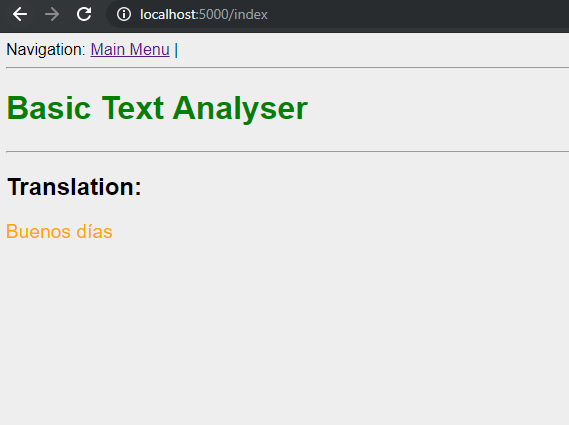 localhost:5000/index
Navigation: Main Menu |
Basic Text Analyser
Translation:
Buenos días